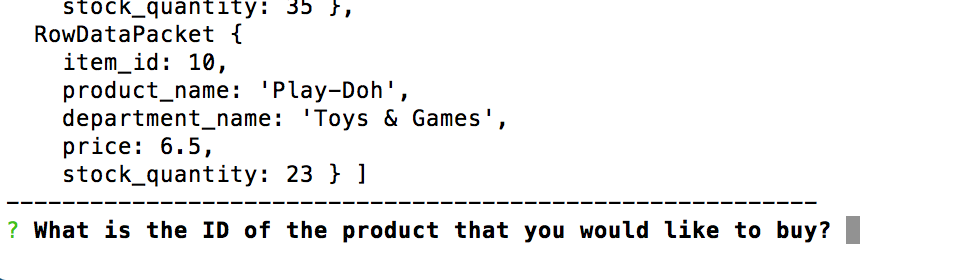 stock_quantity: 35 },
RowDataPacket {
item_id: 10,
product_name: 'Play-Doh',
department_name: 'Toys & Games',
price: 6.5,
stock_quantity: 23 } ]
----------------------------------------------------------
? What is the ID of the product that you would like to buy?